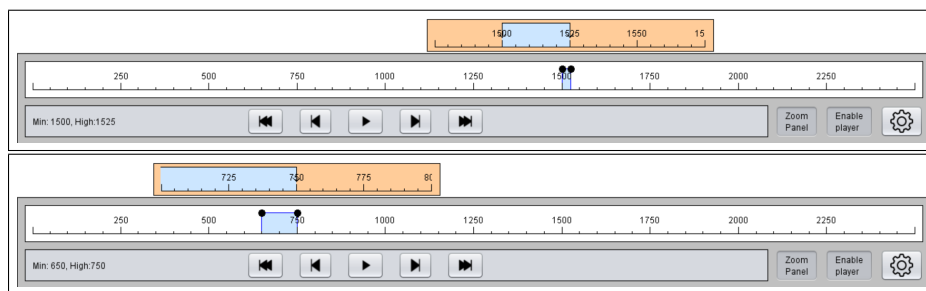 1500 1525 1550 15
250 500 750 1000 1250 1500 1750 2000 2250
Min: 1500, High:1525
Zoom Panel
Enable player
725 750 775 80
250 500 750 1000 1250 1500 1750 2000 2250
Min: 650, High:750
Zoom Panel
Enable player